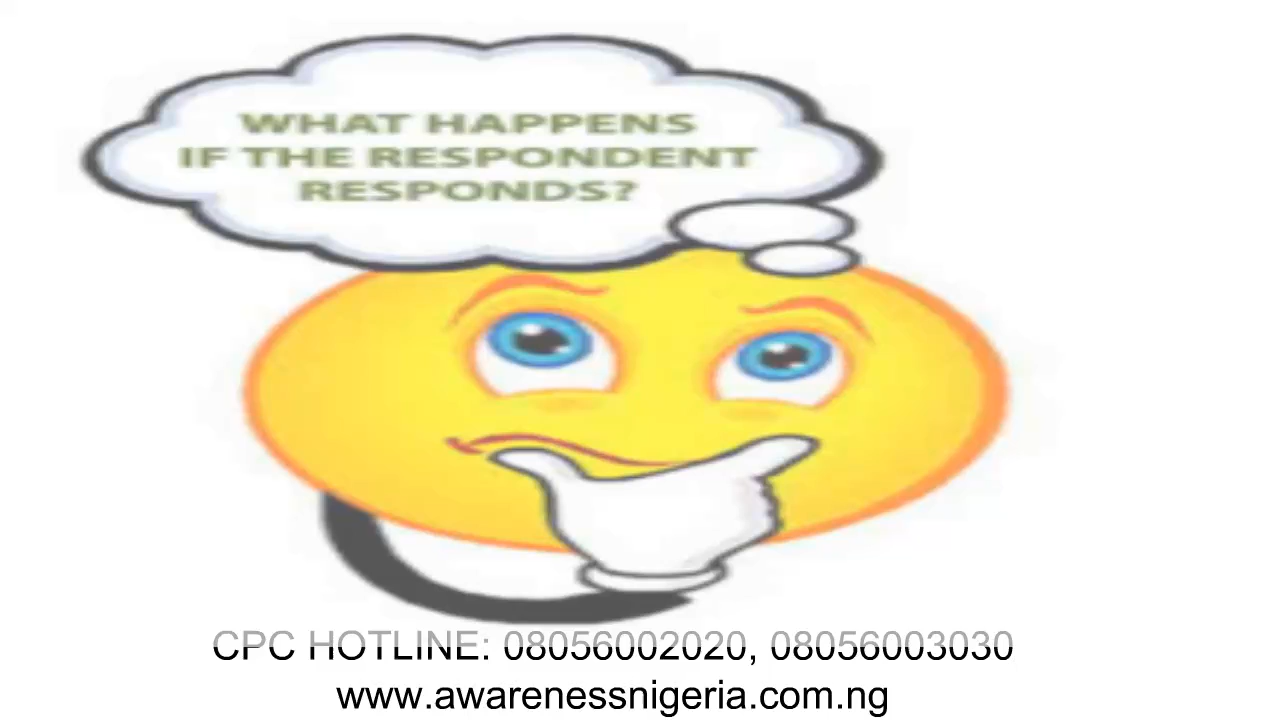 WHAT HAPPENS
IF THE RESPONDENT
RESPONDS?
CPC HOTLINE: 08056002020, 08056003030
www.awarenessnigeria.com.ng